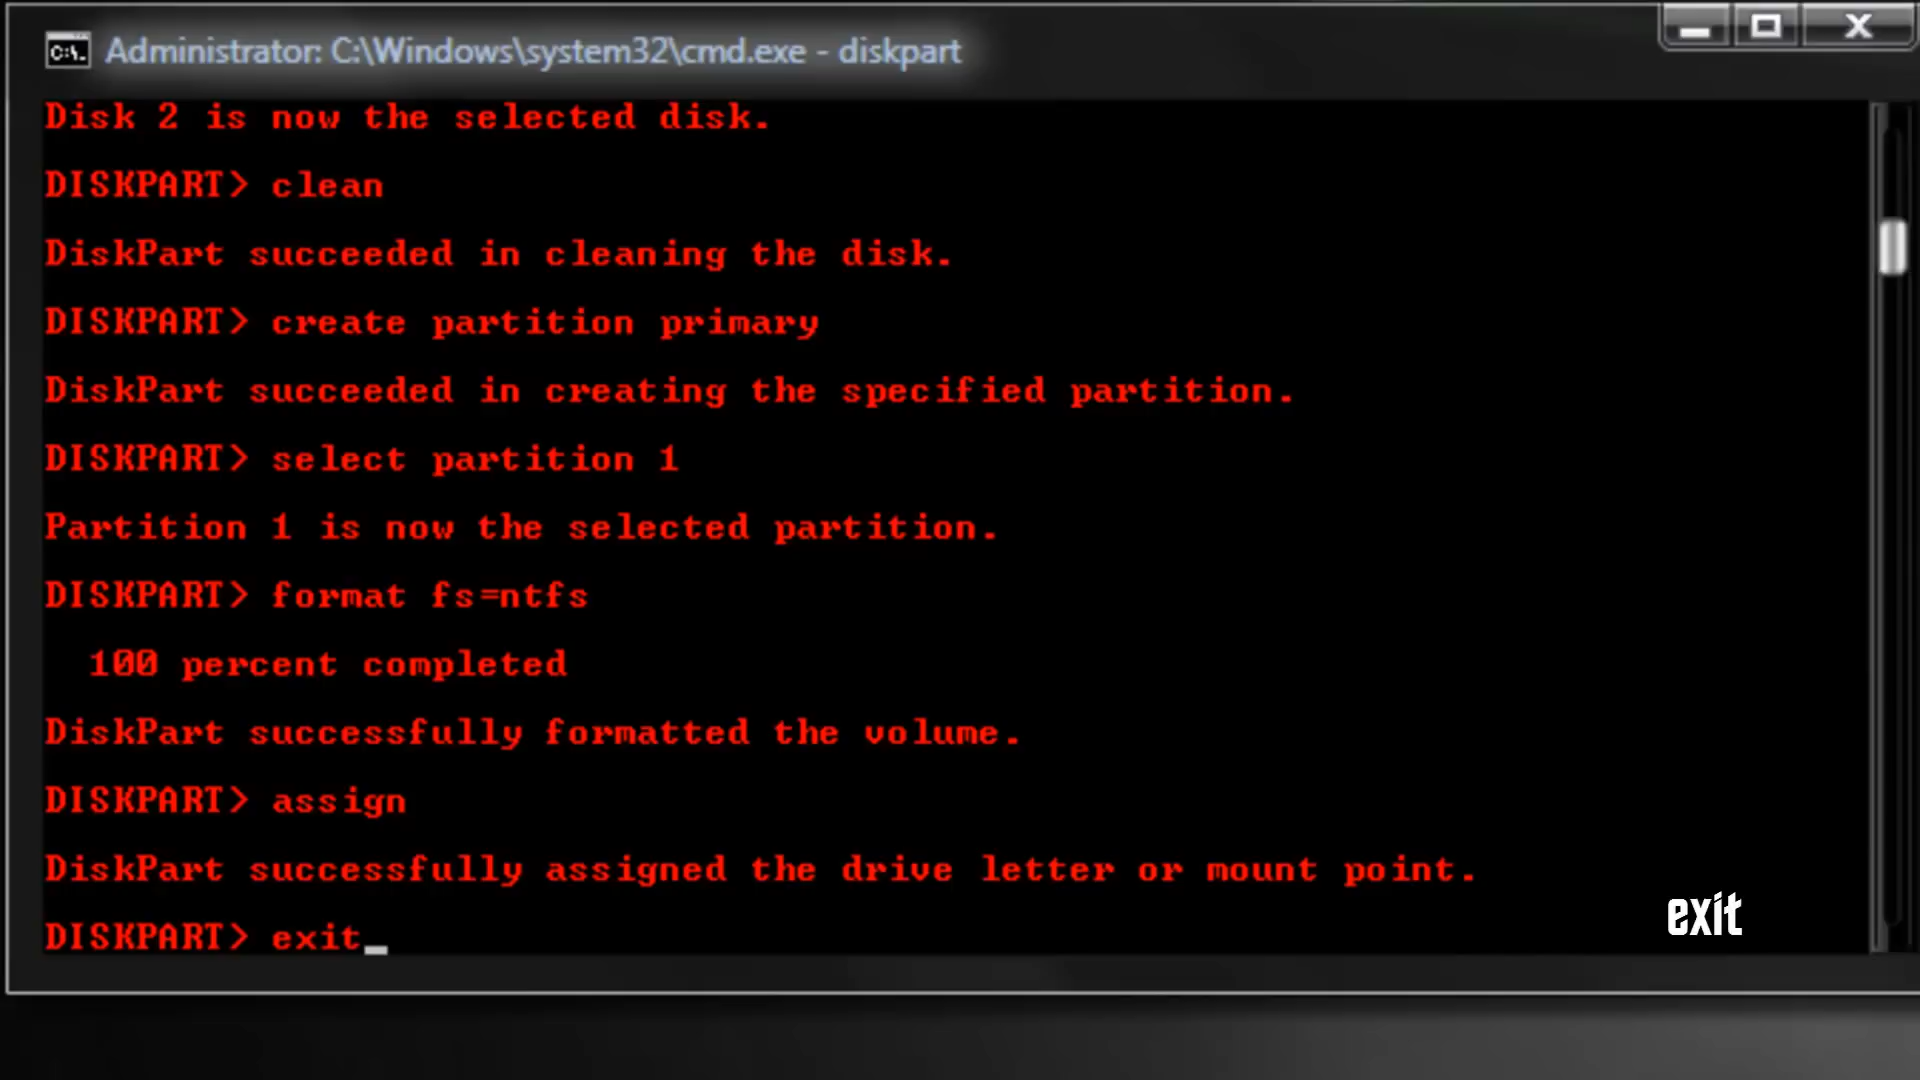 C:\. Administrator: C:\Windows\system32\cmd.exe - diskpart
Disk 2 is now the selected disk.
DISKPART> clean
DiskPart succeeded in cleaning the disk.
DISKPART> create partition primary
DiskPart succeeded in creating the specified partition.
DISKPART> select partition 1
Partition 1 is now the selected partition.
DISKPART> format fs=ntfs
100 percent completed
DiskPart successfully formatted the volume.
DISKPART> assign
DiskPart successfully assigned the drive letter or mount point.
exit
DISKPART> exit_